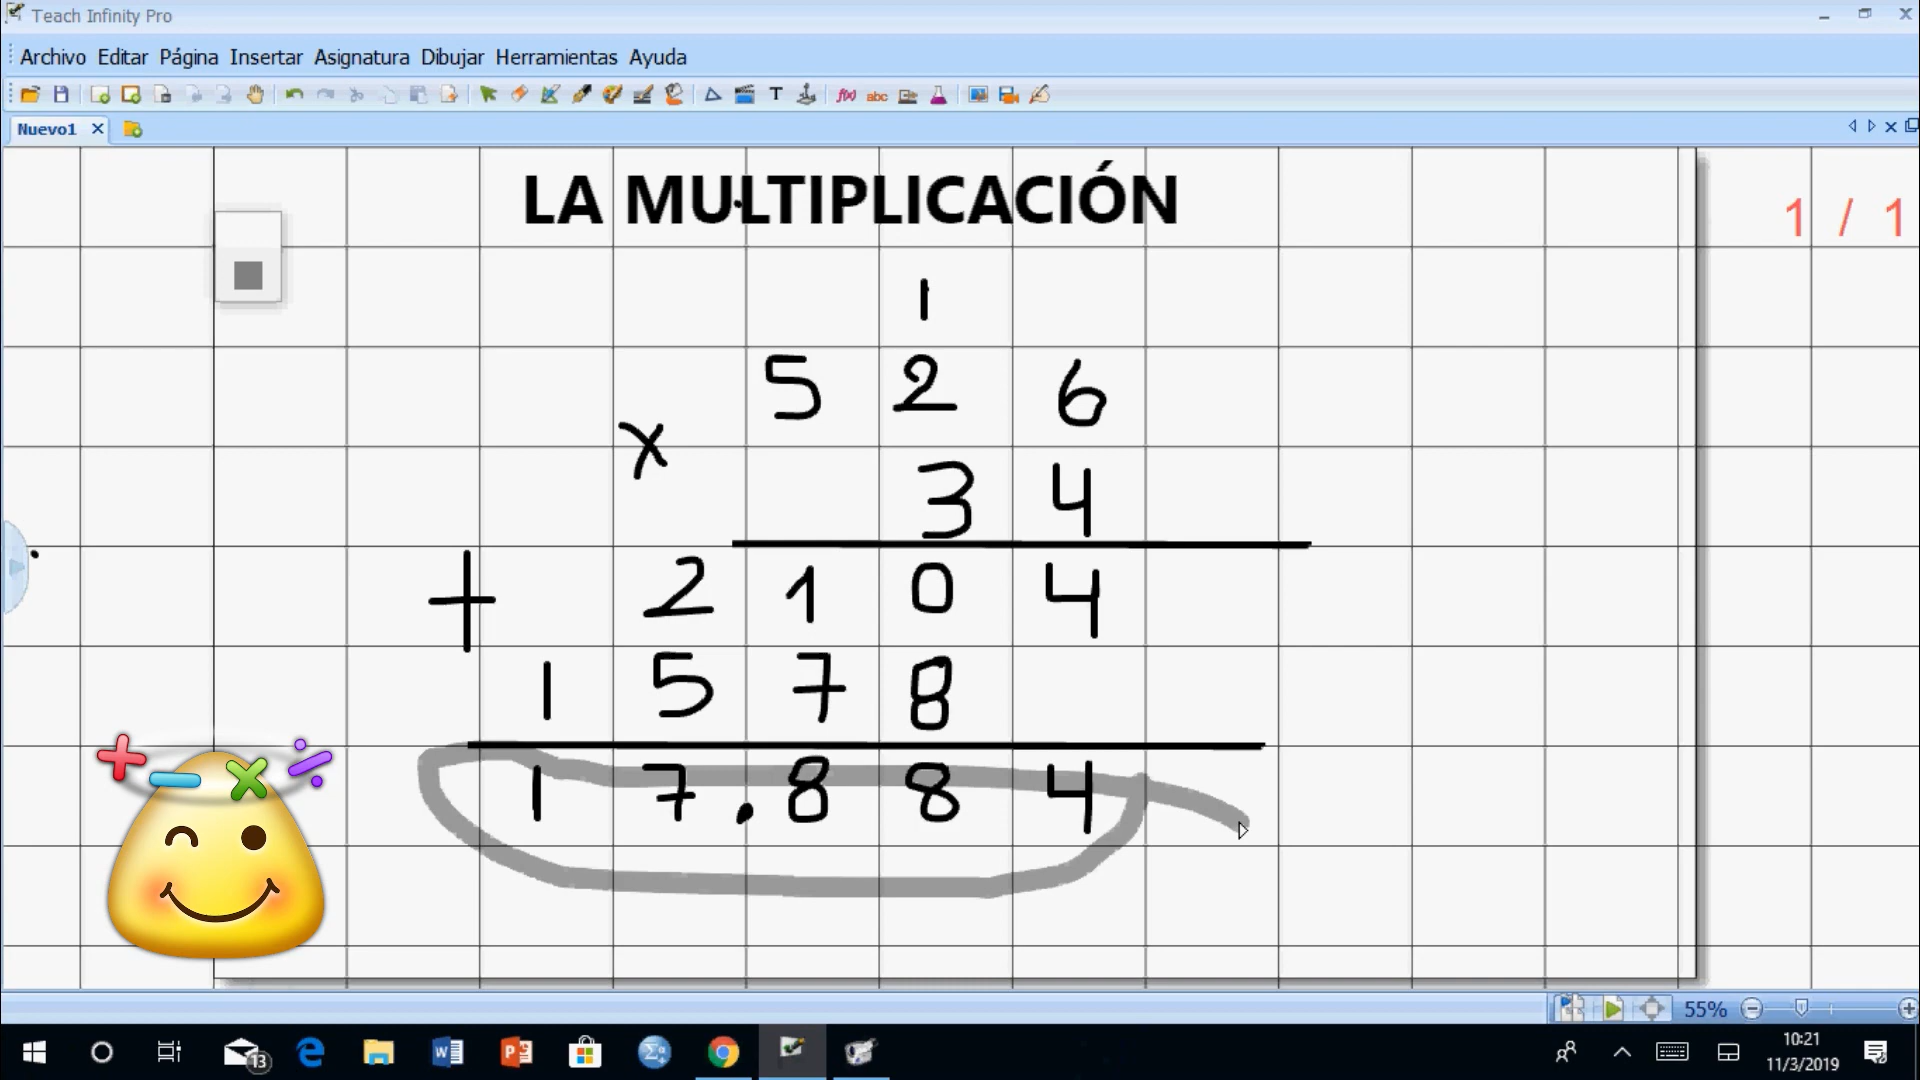 Teach Infinity Pro
Archivo Editar Página Insertar Asignatura Dibujar Herramientas Ayuda
T f(x) abc
Nuevo1
LA MULTIPLICACIÓN
1 / 1
1
5 2 6
x
3 4
+ 2 1 0 4
1 5 7 8
1 7 . 8 8 4
55%
13
10:21
11/3/2019